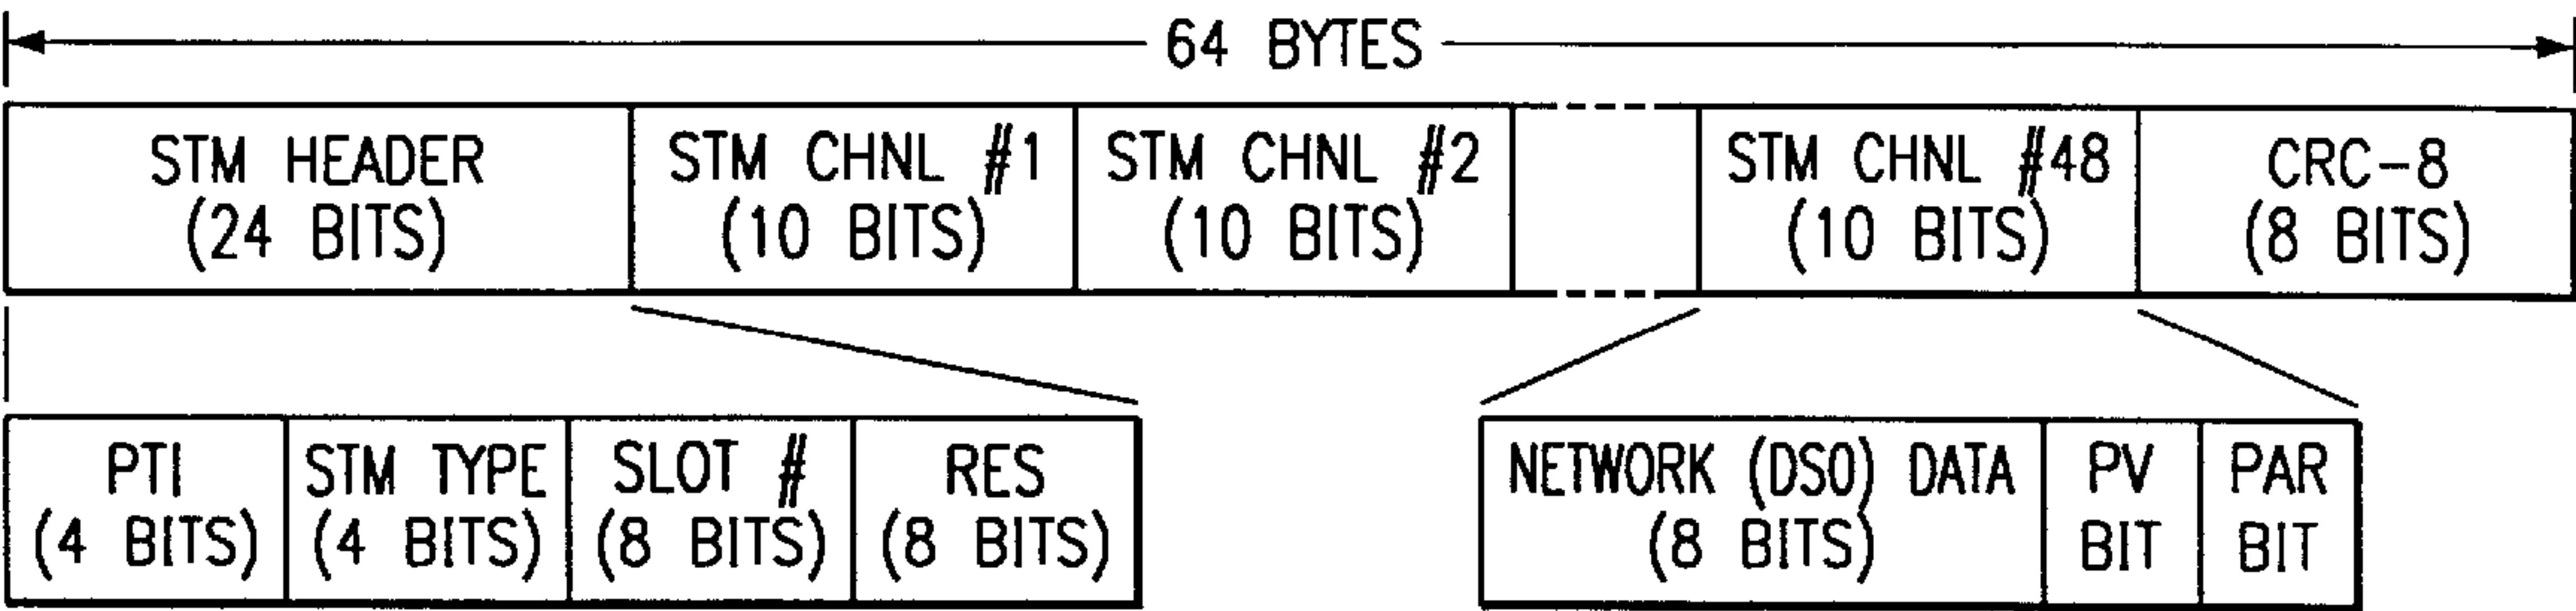 64 BYTES
STM HEADER
(24 BITS)
STM CHNL #1
(10 BITS)
STM CHNL #2
(10 BITS)
STM CHNL #48
(10 BITS)
CRC-8
(8 BITS)
PTI
(4 BITS)
STM TYPE
(4 BITS)
SLOT #
(8 BITS)
RES
(8 BITS)
NETWORK (DS0) DATA
(8 BITS)
PV
BIT
PAR
BIT